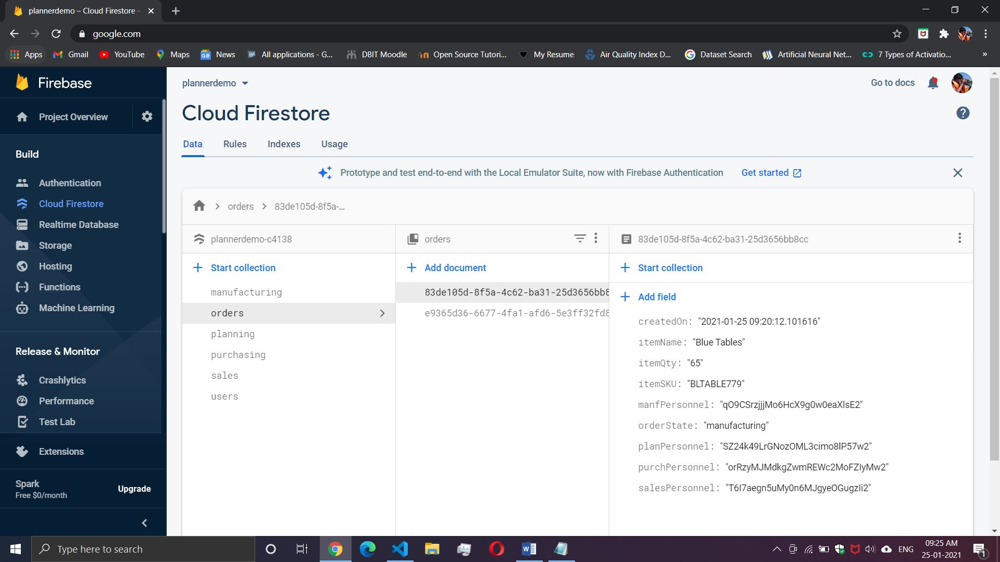 plannerdemo – Cloud Firestore –
google.com
Apps
Gmail
YouTube
Maps
News
All applications - G...
DBIT Moodle
Open Source Tutori...
My Resume
Air Quality Index D...
Dataset Search
Artificial Neural Net...
7 Types of Activatio...
»
Firebase
Project Overview
Build
Authentication
Cloud Firestore
Realtime Database
Storage
Hosting
Functions
Machine Learning
Release & Monitor
Crashlytics
Performance
Test Lab
Extensions
Spark
Free $0/month
Upgrade
plannerdemo
Go to docs
Cloud Firestore
Data
Rules
Indexes
Usage
Prototype and test end-to-end with the Local Emulator Suite, now with Firebase Authentication
Get started
orders
83de105d-8f5a-...
plannerdemo-c4138
Start collection
manufacturing
orders
planning
purchasing
sales
users
orders
Add document
83de105d-8f5a-4c62-ba31-25d3656bb8
e9365d36-6677-4fa1-afd6-5e3ff32fd8
83de105d-8f5a-4c62-ba31-25d3656bb8cc
Start collection
Add field
createdOn: "2021-01-25 09:20:12.101616"
itemName: "Blue Tables"
itemQty: "65"
itemSKU: "BLTABLE779"
manfPersonnel: "qO9CSrzjjjMo6HcX9g0w0eaXlsE2"
orderState: "manufacturing"
planPersonnel: "SZ24k49LrGNozOML3cimo8lP57w2"
purchPersonnel: "orRzyMJMdkgZwmREWc2MoFZIyMw2"
salesPersonnel: "T6I7aegn5uMy0n6MJgyeOGugzIi2"
Type here to search
ENG
09:25 AM
25-01-2021
1